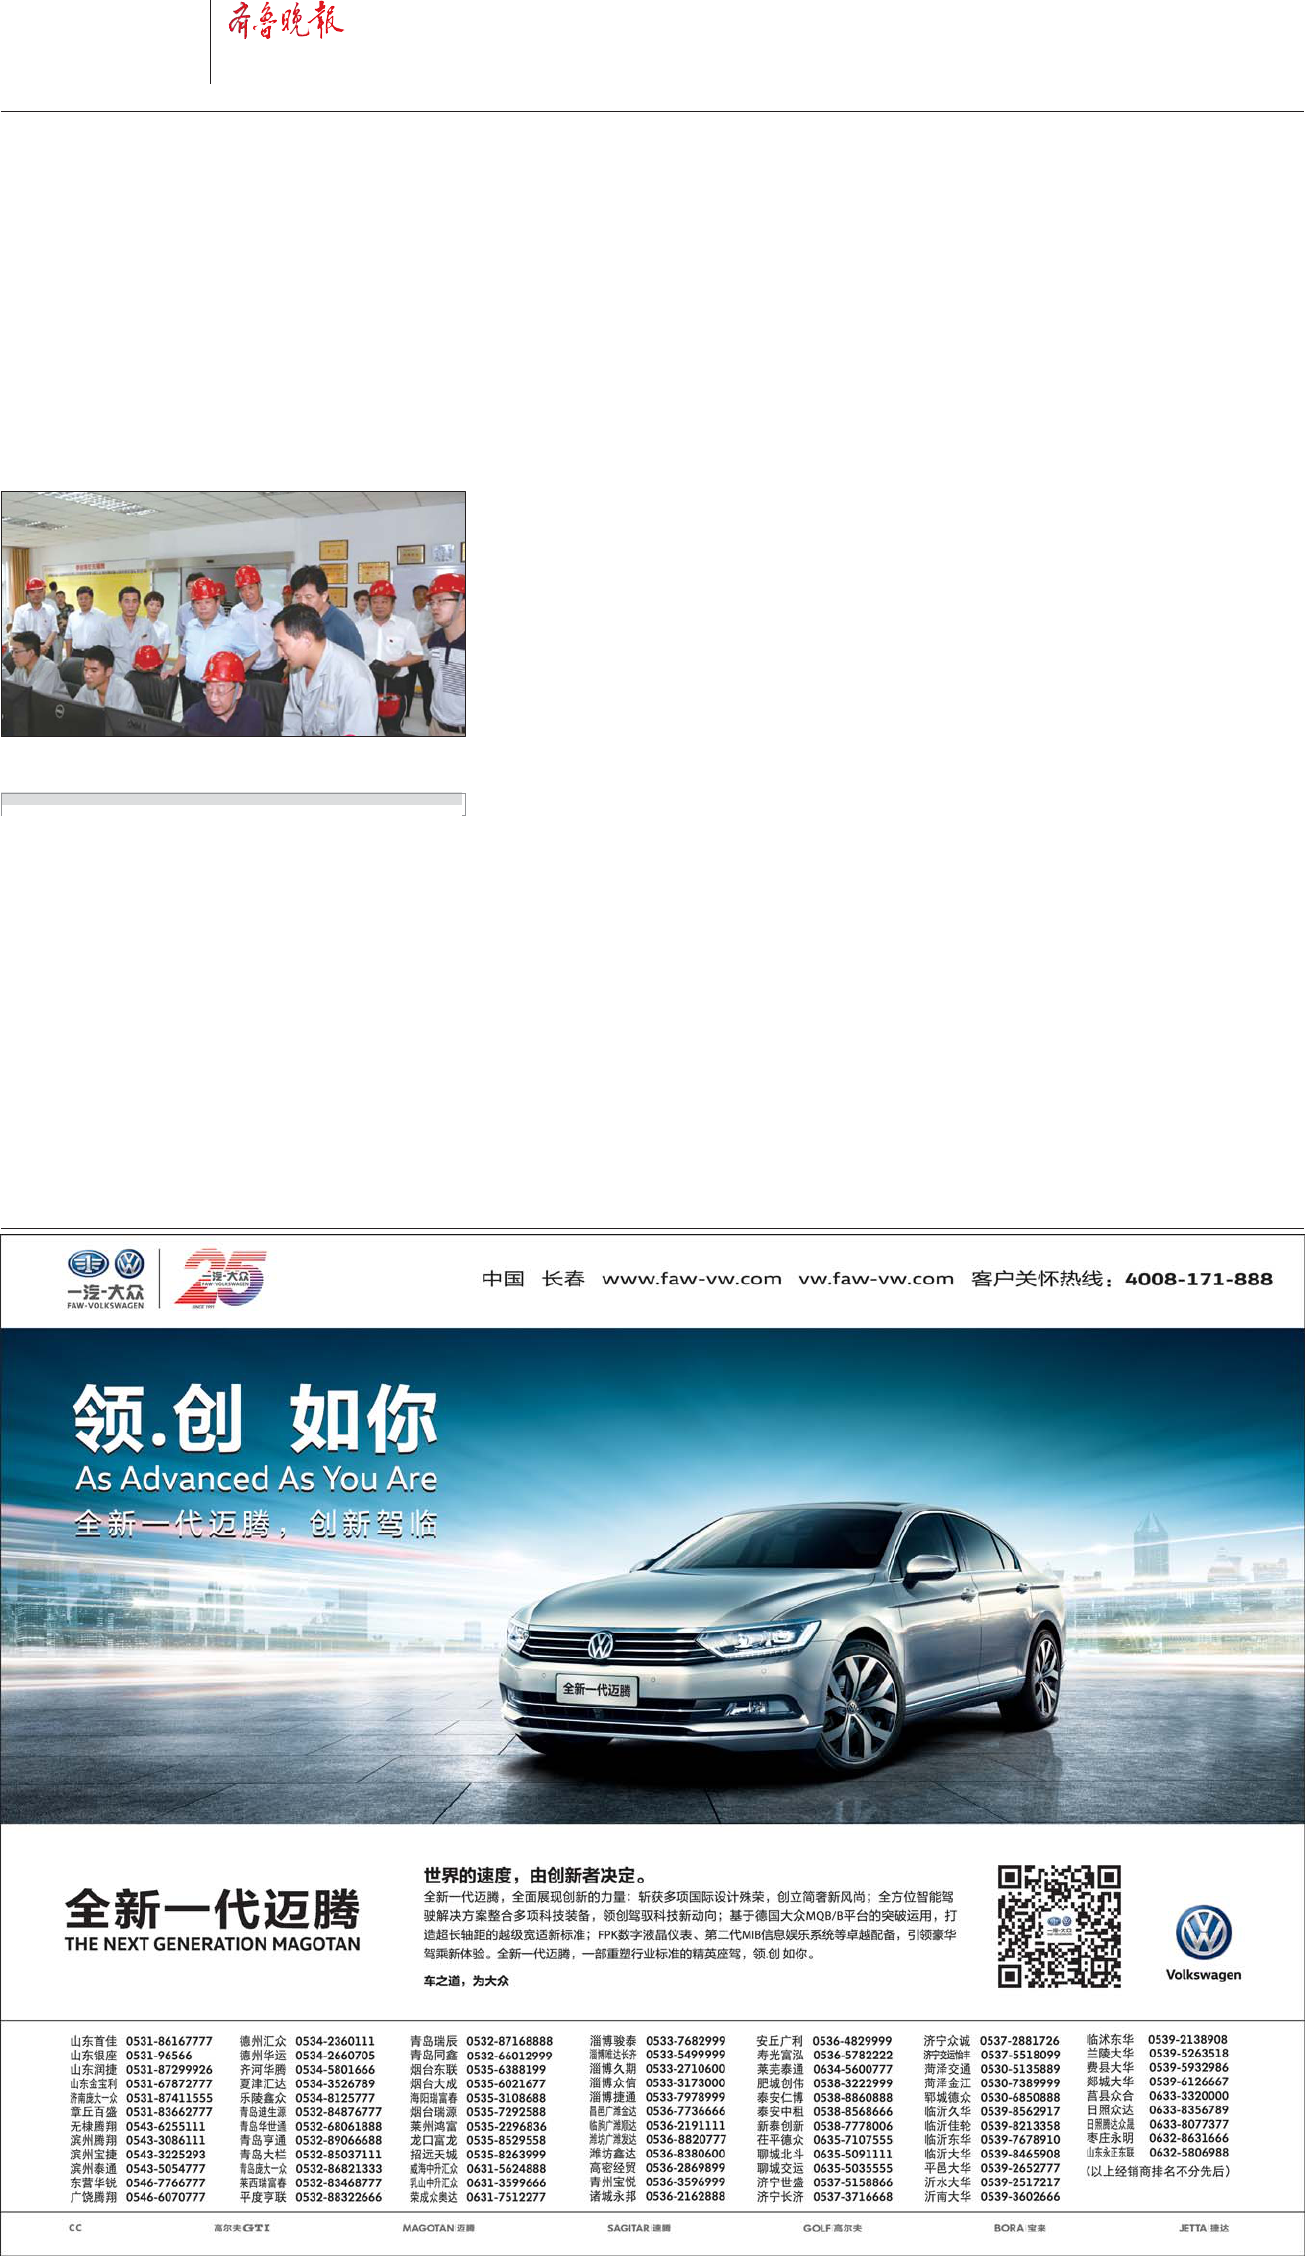 齐鲁晚报
一汽-大众
FAW-VOLKSWAGEN
25
一汽-大众
FAW-VOLKSWAGEN
SINCE 1991
中国 长春 www.faw-vw.com vw.faw-vw.com 客户关怀热线：4008-171-888
领.创 如你
As Advanced As You Are
全新一代迈腾，创新驾临
全新一代迈腾
全新一代迈腾
THE NEXT GENERATION MAGOTAN
世界的速度，由创新者决定。
全新一代迈腾，全面展现创新的力量：斩获多项国际设计殊荣，创立简奢新风尚；全方位智能驾
驶解决方案整合多项科技装备，领创驾驭科技新动向；基于德国大众MQB/B平台的突破运用，打
造超长轴距的越级宽适新标准；FPK数字液晶仪表、第二代MIB信息娱乐系统等卓越配备，引领豪华
驾乘新体验。全新一代迈腾，一部重塑行业标准的精英座驾，领.创 如你。
车之道，为大众
Volkswagen
山东首佳 0531-86167777
山东银座 0531-96566
山东润捷 0531-87299926
山东金宝利 0531-67872777
济南庞大一众 0531-87411555
章丘百盛 0531-83662777
无棣腾翔 0543-6255111
滨州腾翔 0543-3086111
滨州宝捷 0543-3225293
滨州泰通 0543-5054777
东营华锐 0546-7766777
广饶腾翔 0546-6070777
德州汇众 0534-2360111
德州华运 0534-2660705
齐河华腾 0534-5801666
夏津汇达 0534-3526789
乐陵鑫众 0534-8125777
青岛迪生源 0532-84876777
青岛华世通 0532-68061888
青岛亨通 0532-89066688
青岛大栏 0532-85037111
青岛庞大一众 0532-86821333
莱西瑞富春 0532-83468777
平度亨联 0532-88322666
青岛瑞辰 0532-87168888
青岛同鑫 0532-66012999
烟台东联 0535-6388199
烟台大成 0535-6021677
海阳瑞富春 0535-3108688
烟台瑞源 0535-7292588
莱州鸿富 0535-2296836
龙口富龙 0535-8529558
招远天城 0535-8263999
威海中升汇众 0631-5624888
乳山中升汇众 0631-3599666
荣成众奥达 0631-7512277
淄博骏泰 0533-7682999
淄博唯达长齐 0533-5499999
淄博久期 0533-2710600
淄博众信 0533-3173000
淄博捷通 0533-7978999
昌邑广潍金达 0536-7736666
临朐广潍顺达 0536-2191111
潍坊广潍发达 0536-8820777
潍坊鑫达 0536-8380600
高密经贸 0536-2869899
青州宝悦 0536-3596999
诸城永邦 0536-2162888
安丘广利 0536-4829999
寿光富泓 0536-5782222
莱芜泰通 0634-5600777
肥城创伟 0538-3222999
泰安仁博 0538-8860888
泰安中租 0538-8568666
新泰创新 0538-7778006
茌平德众 0635-7107555
聊城北斗 0635-5091111
聊城交运 0635-5035555
济宁世盛 0537-5158866
济宁长济 0537-3716668
济宁众诚 0537-2881726
济宁交运怡丰 0537-5518099
菏泽交通 0530-5135889
菏泽金江 0530-7389999
郓城德众 0530-6850888
临沂久华 0539-8562917
临沂佳轮 0539-8213358
临沂东华 0539-7678910
临沂大华 0539-8465908
平邑大华 0539-2652777
沂水大华 0539-2517217
沂南大华 0539-3602666
临沭东华 0539-2138908
兰陵大华 0539-5263518
费县大华 0539-5932986
郯城大华 0539-6126667
莒县众合 0633-3320000
日照众达 0633-8356789
日照腾达众晟 0633-8077377
枣庄永明 0632-8631666
山东永正东联 0632-5806988
（以上经销商排名不分先后）
CC 高尔夫GTI MAGOTAN 迈腾 SAGITAR 速腾 GOLF 高尔夫 BORA 宝来 JETTA 捷达